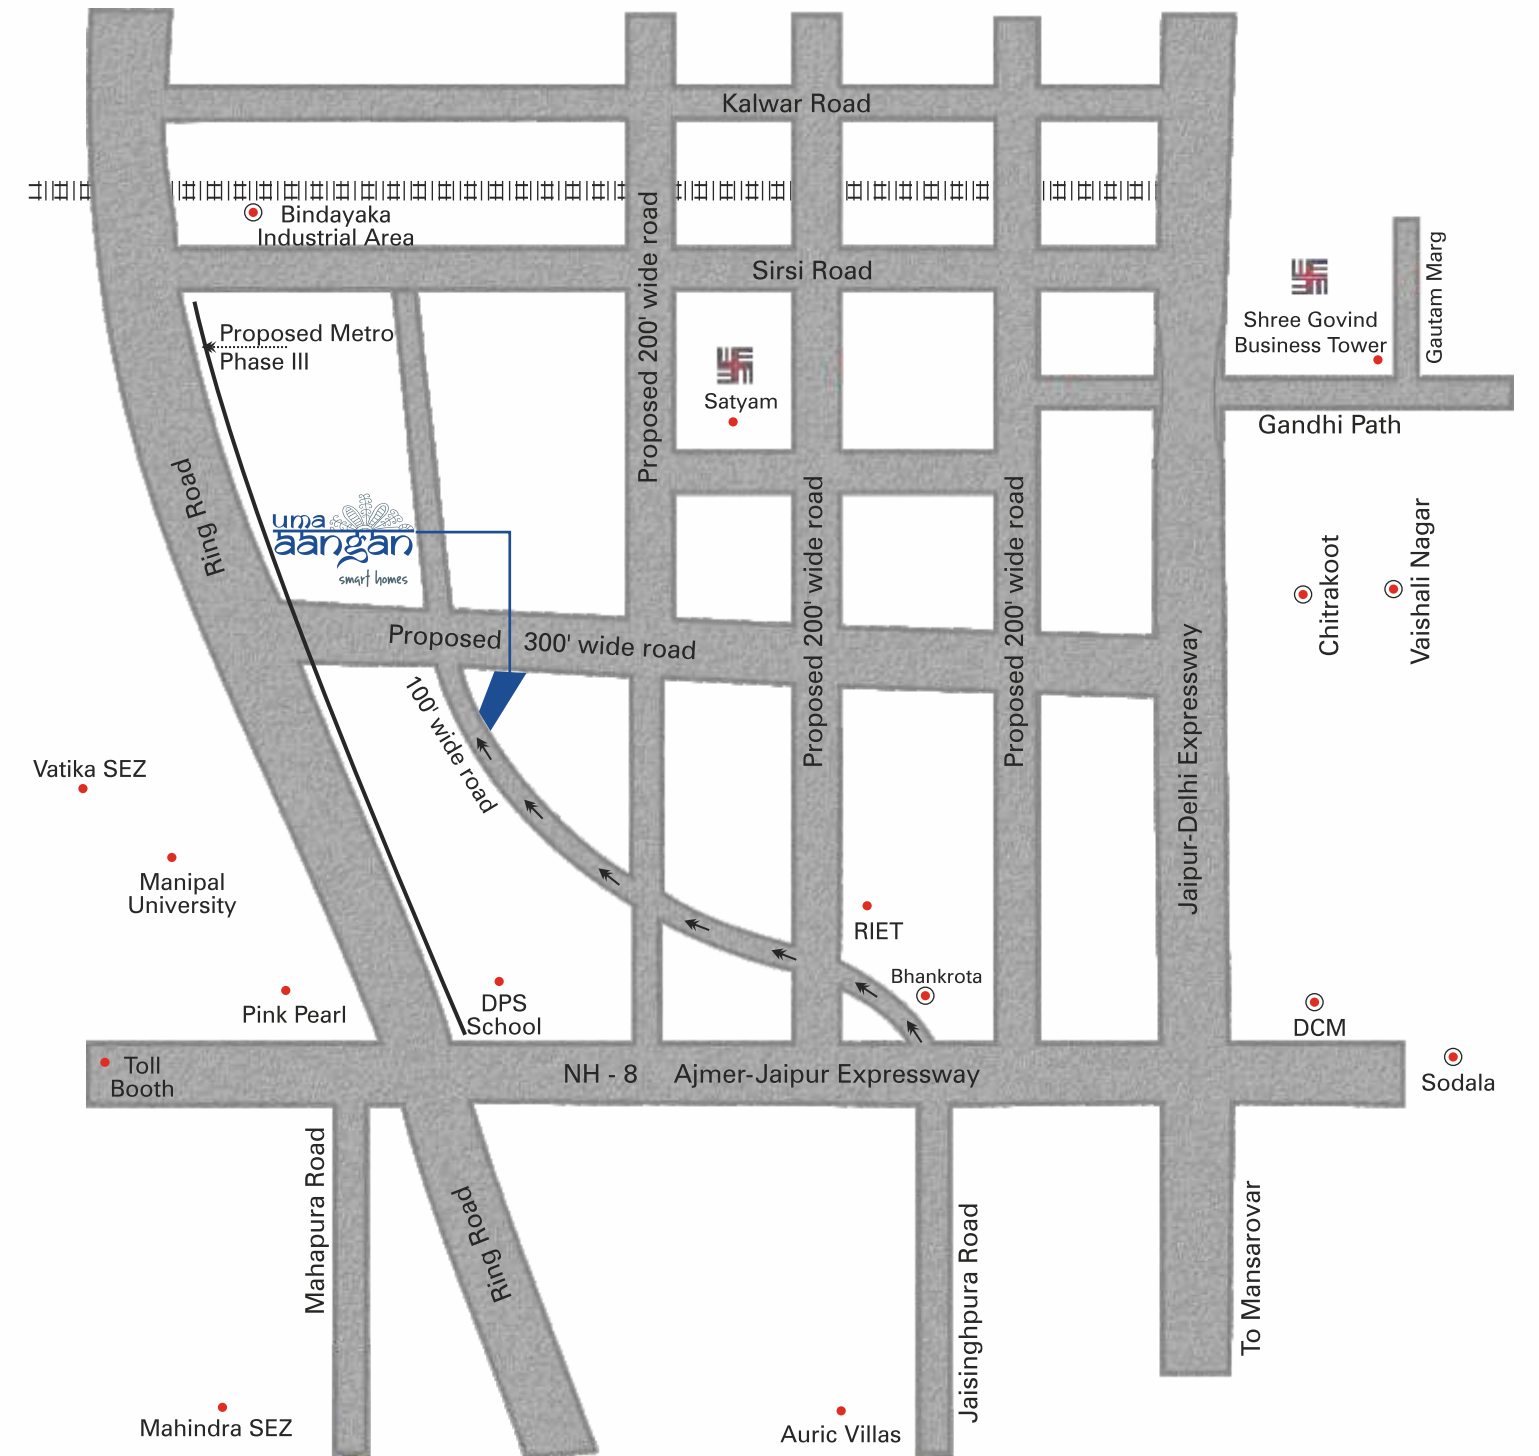 Kalwar Road
Bindayaka
Industrial Area
Sirsi Road
Proposed 200' wide road
Proposed Metro
Phase III
Shree Govind
Business Tower
Gautam Marg
Gandhi Path
Satyam
Ring Road
uma
aangan
smart homes
Proposed 200' wide road
Proposed 200' wide road
Chitrakoot
Vaishali Nagar
Proposed 300' wide road
100' wide road
Jaipur-Delhi Expressway
Vatika SEZ
Manipal
University
RIET
Bhankrota
Pink Pearl
DPS
School
DCM
Toll
Booth
NH - 8 Ajmer-Jaipur Expressway
Sodala
Mahapura Road
Ring Road
Jaisinghpura Road
To Mansarovar
Mahindra SEZ
Auric Villas